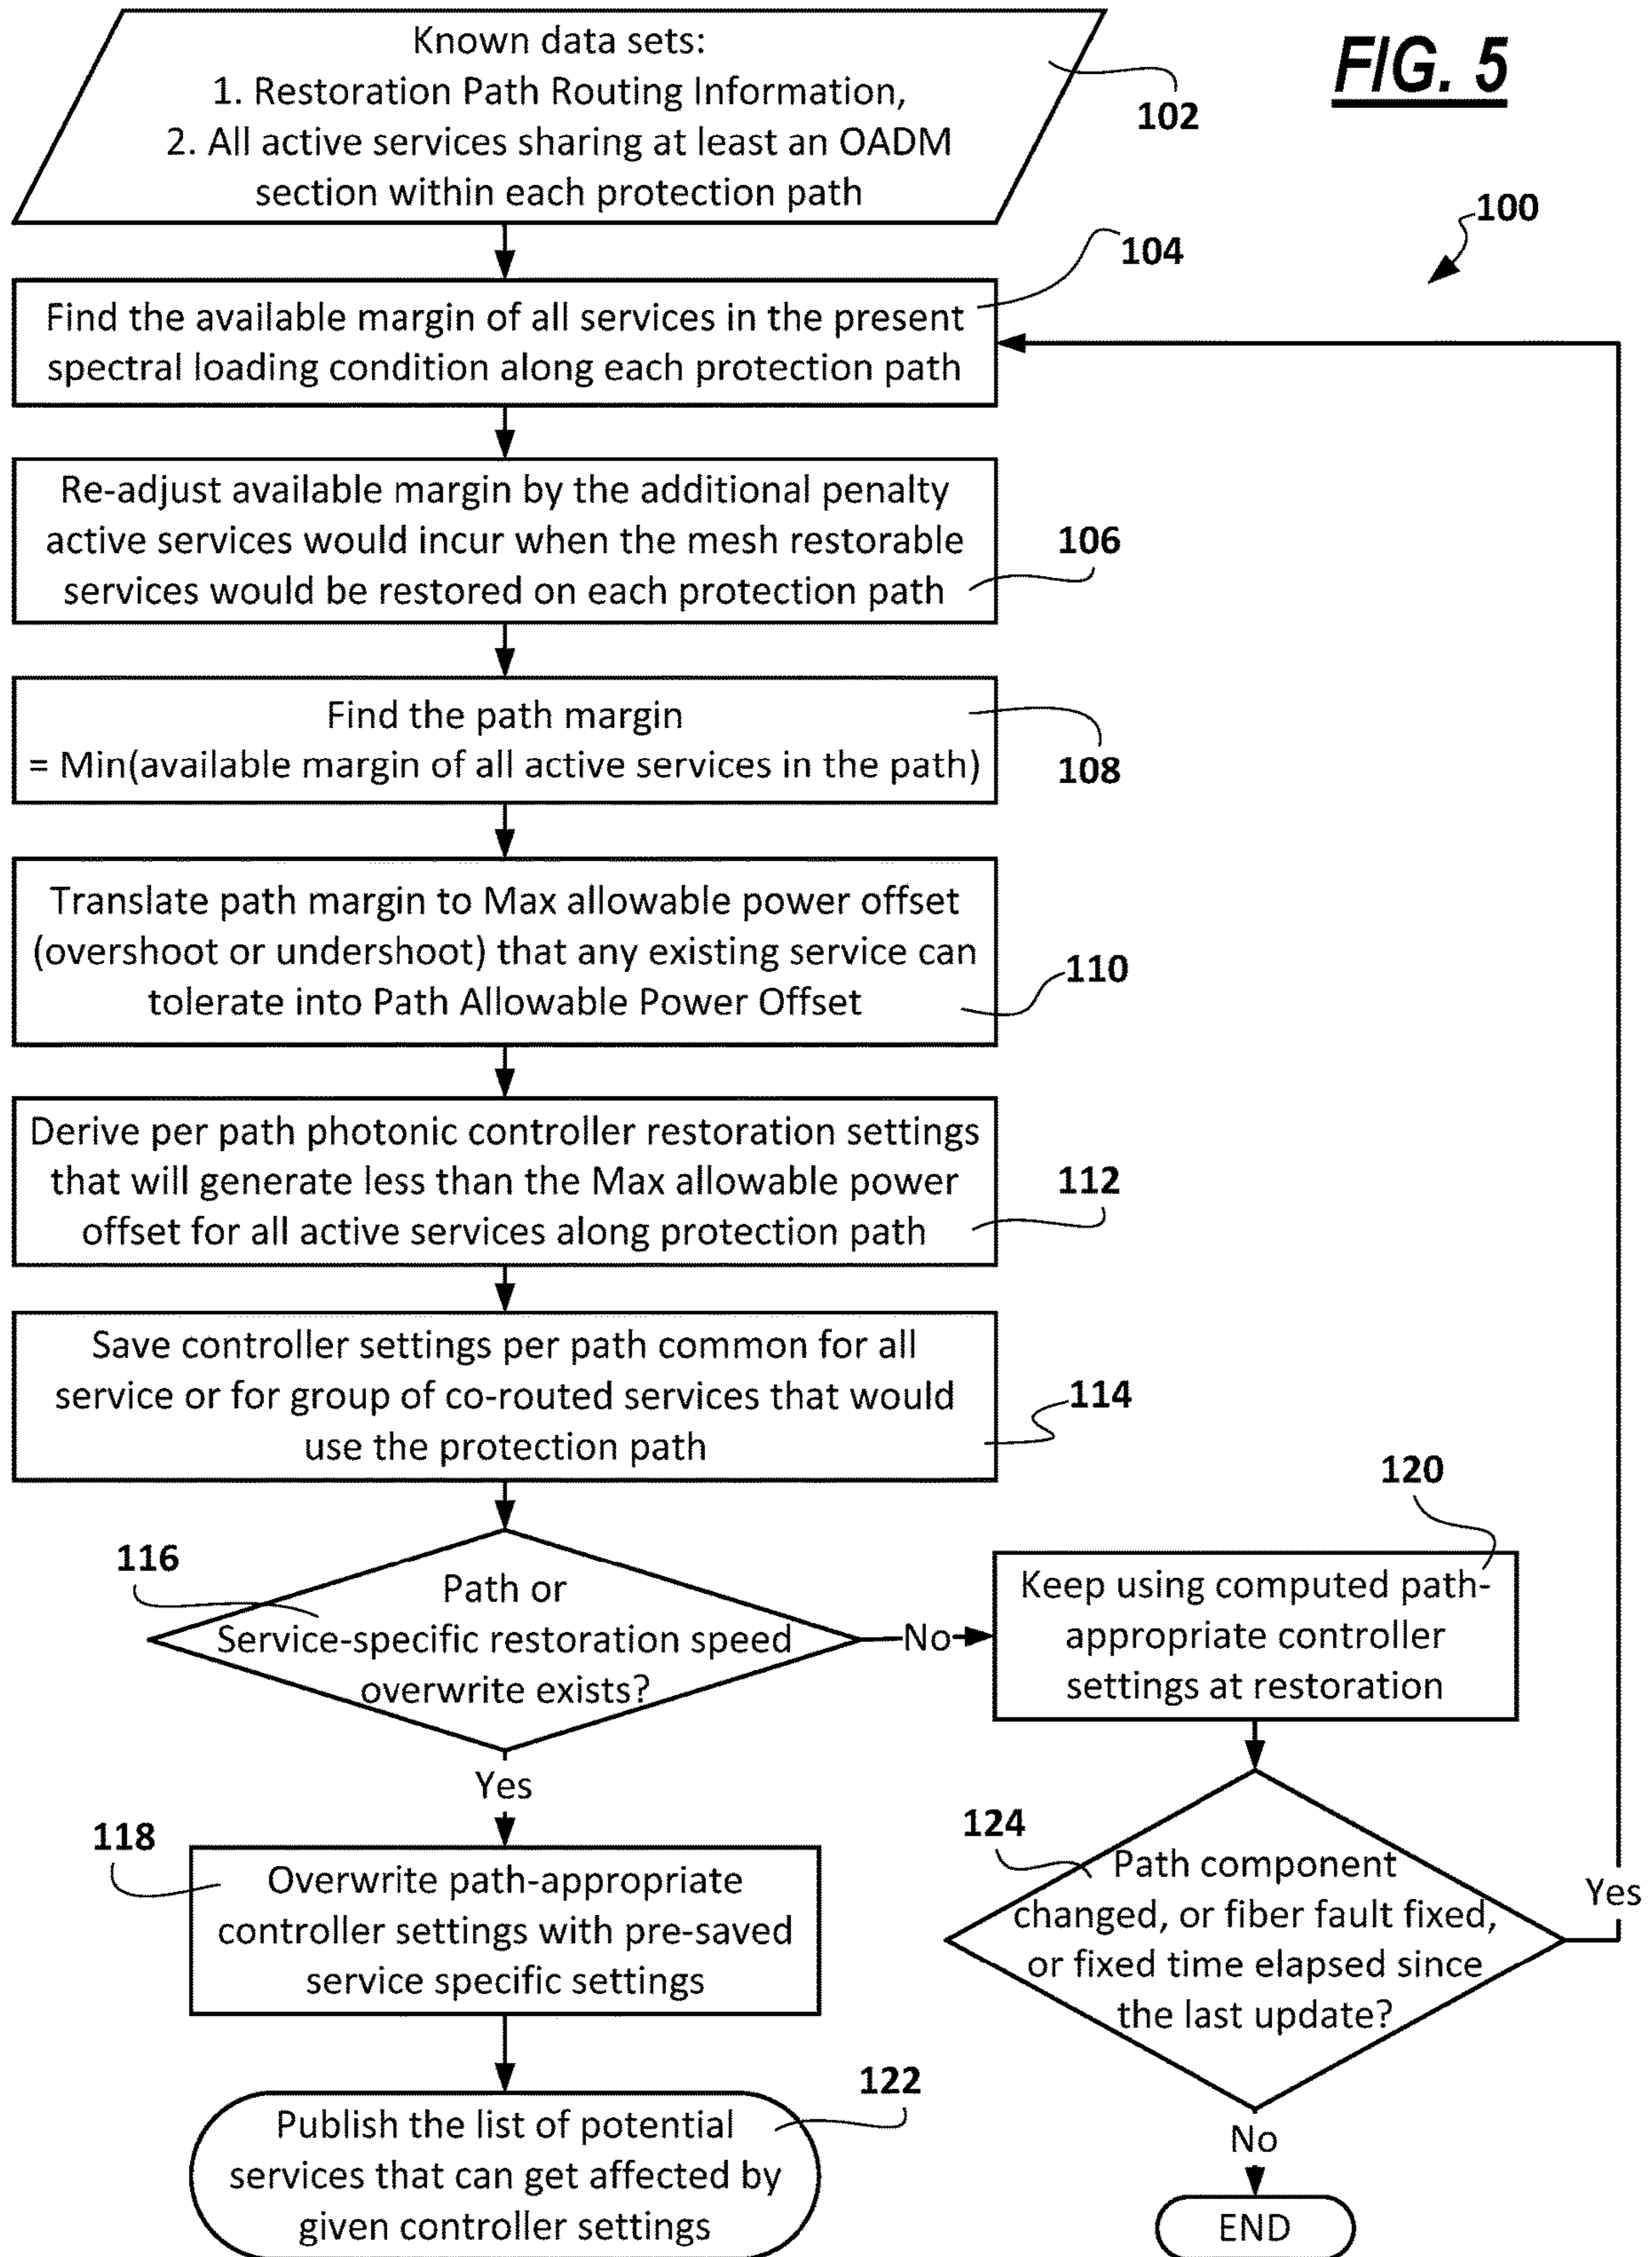 Known data sets:
1. Restoration Path Routing Information,
2. All active services sharing at least an OADM
section within each protection path
102
FIG. 5
100
104
Find the available margin of all services in the present
spectral loading condition along each protection path
Re-adjust available margin by the additional penalty
active services would incur when the mesh restorable
services would be restored on each protection path
106
Find the path margin
= Min(available margin of all active services in the path)
108
Translate path margin to Max allowable power offset
(overshoot or undershoot) that any existing service can
tolerate into Path Allowable Power Offset
110
Derive per path photonic controller restoration settings
that will generate less than the Max allowable power
offset for all active services along protection path
112
Save controller settings per path common for all
service or for group of co-routed services that would
use the protection path
114
116
Path or
Service-specific restoration speed
overwrite exists?
No
120
Keep using computed path-
appropriate controller
settings at restoration
Yes
118
Overwrite path-appropriate
controller settings with pre-saved
service specific settings
124
Path component
changed, or fiber fault fixed,
or fixed time elapsed since
the last update?
Yes
122
Publish the list of potential
services that can get affected by
given controller settings
No
END